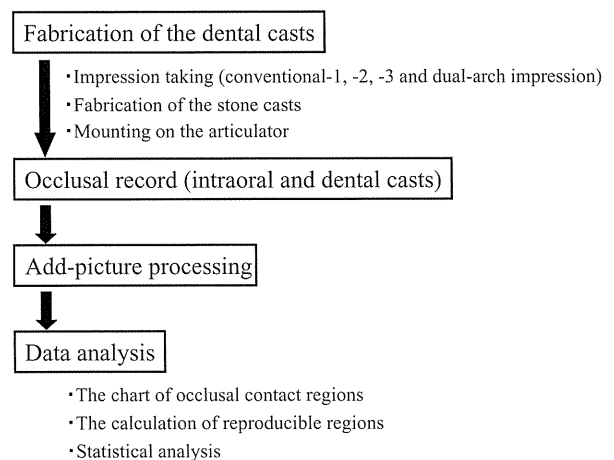 Fabrication of the dental casts
・Impression taking (conventional-1, -2, -3 and dual-arch impression)
・Fabrication of the stone casts
・Mounting on the articulator
Occlusal record (intraoral and dental casts)
Add-picture processing
Data analysis
・The chart of occlusal contact regions
・The calculation of reproducible regions
・Statistical analysis